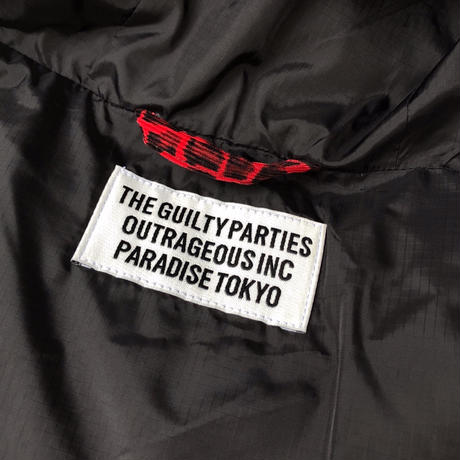 THE GUILTY PARTIES
OUTRAGEOUS INC
PARADISE TOKYO